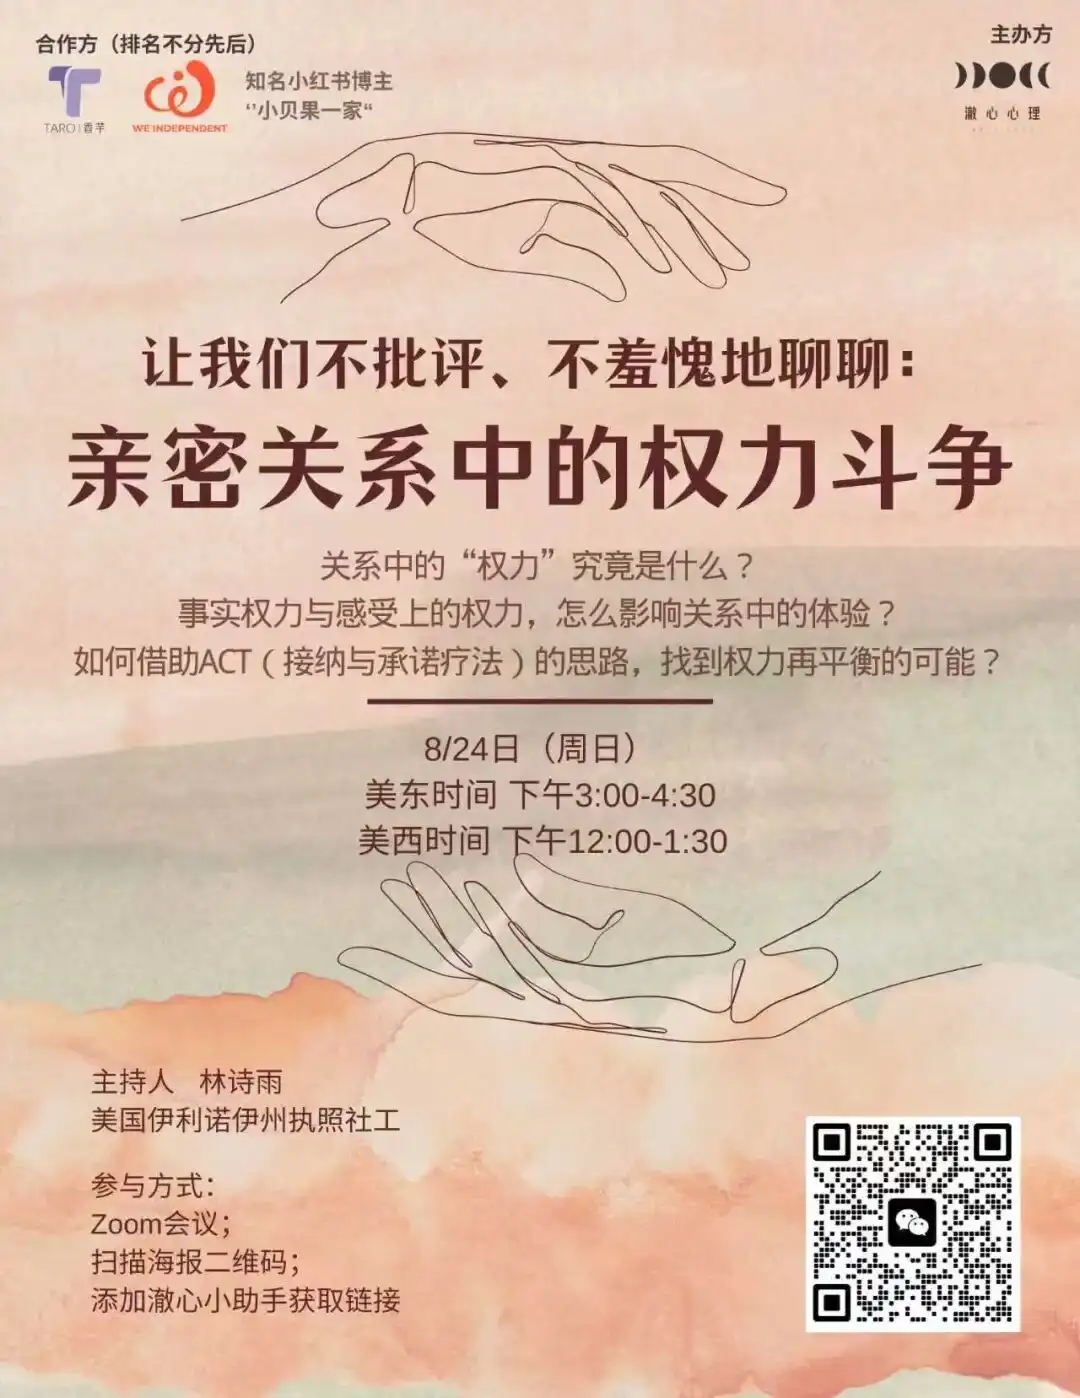 合作方（排名不分先后）
TARO|香芋
WE INDEPENDENT
知名小红书博主
“小贝果一家“
主办方
澈心心理
让我们不批评、不羞愧地聊聊：
亲密关系中的权力斗争
关系中的“权力”究竟是什么？
事实权力与感受上的权力，怎么影响关系中的体验？
如何借助ACT（接纳与承诺疗法）的思路，找到权力再平衡的可能？
8/24日（周日）
美东时间 下午3:00-4:30
美西时间 下午12:00-1:30
主持人 林诗雨
美国伊利诺伊州执照社工
参与方式：
Zoom会议；
扫描海报二维码；
添加澈心小助手获取链接